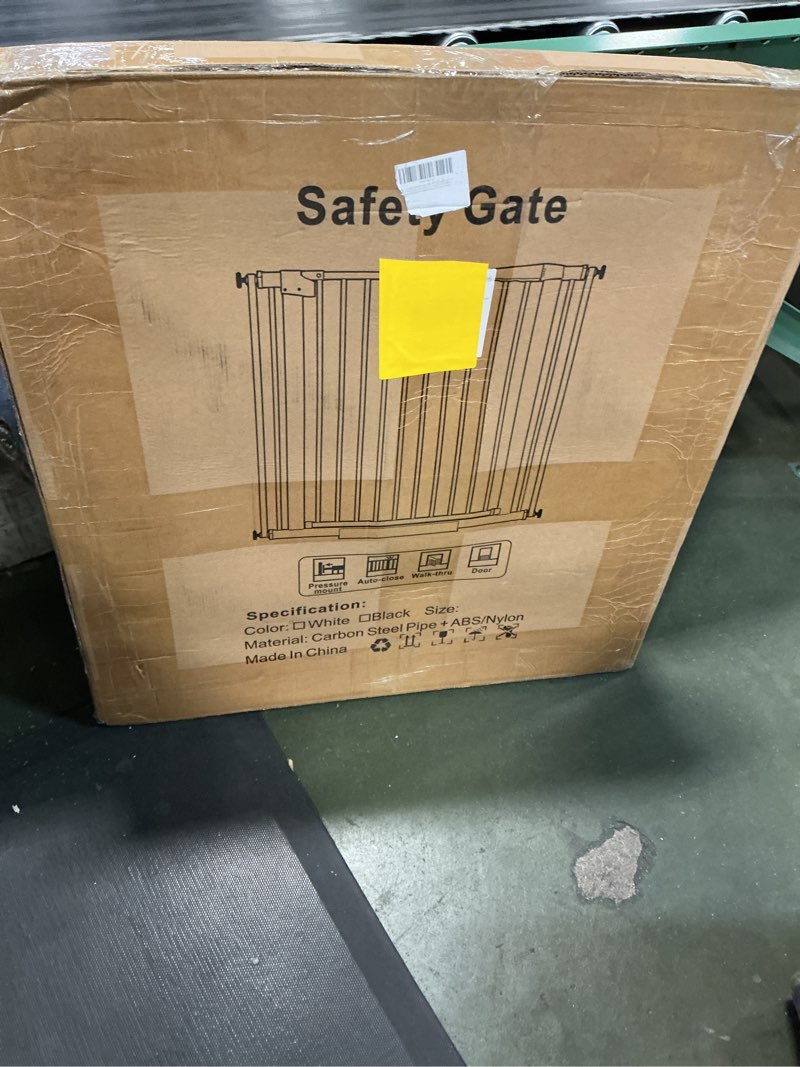 Safety Gate
Pressure mount
Auto-close
Walk-thru
Door
Specification:
Color: ☐ White ☐Black Size:
Material: Carbon Steel Pipe + ABS/Nylon
Made In China